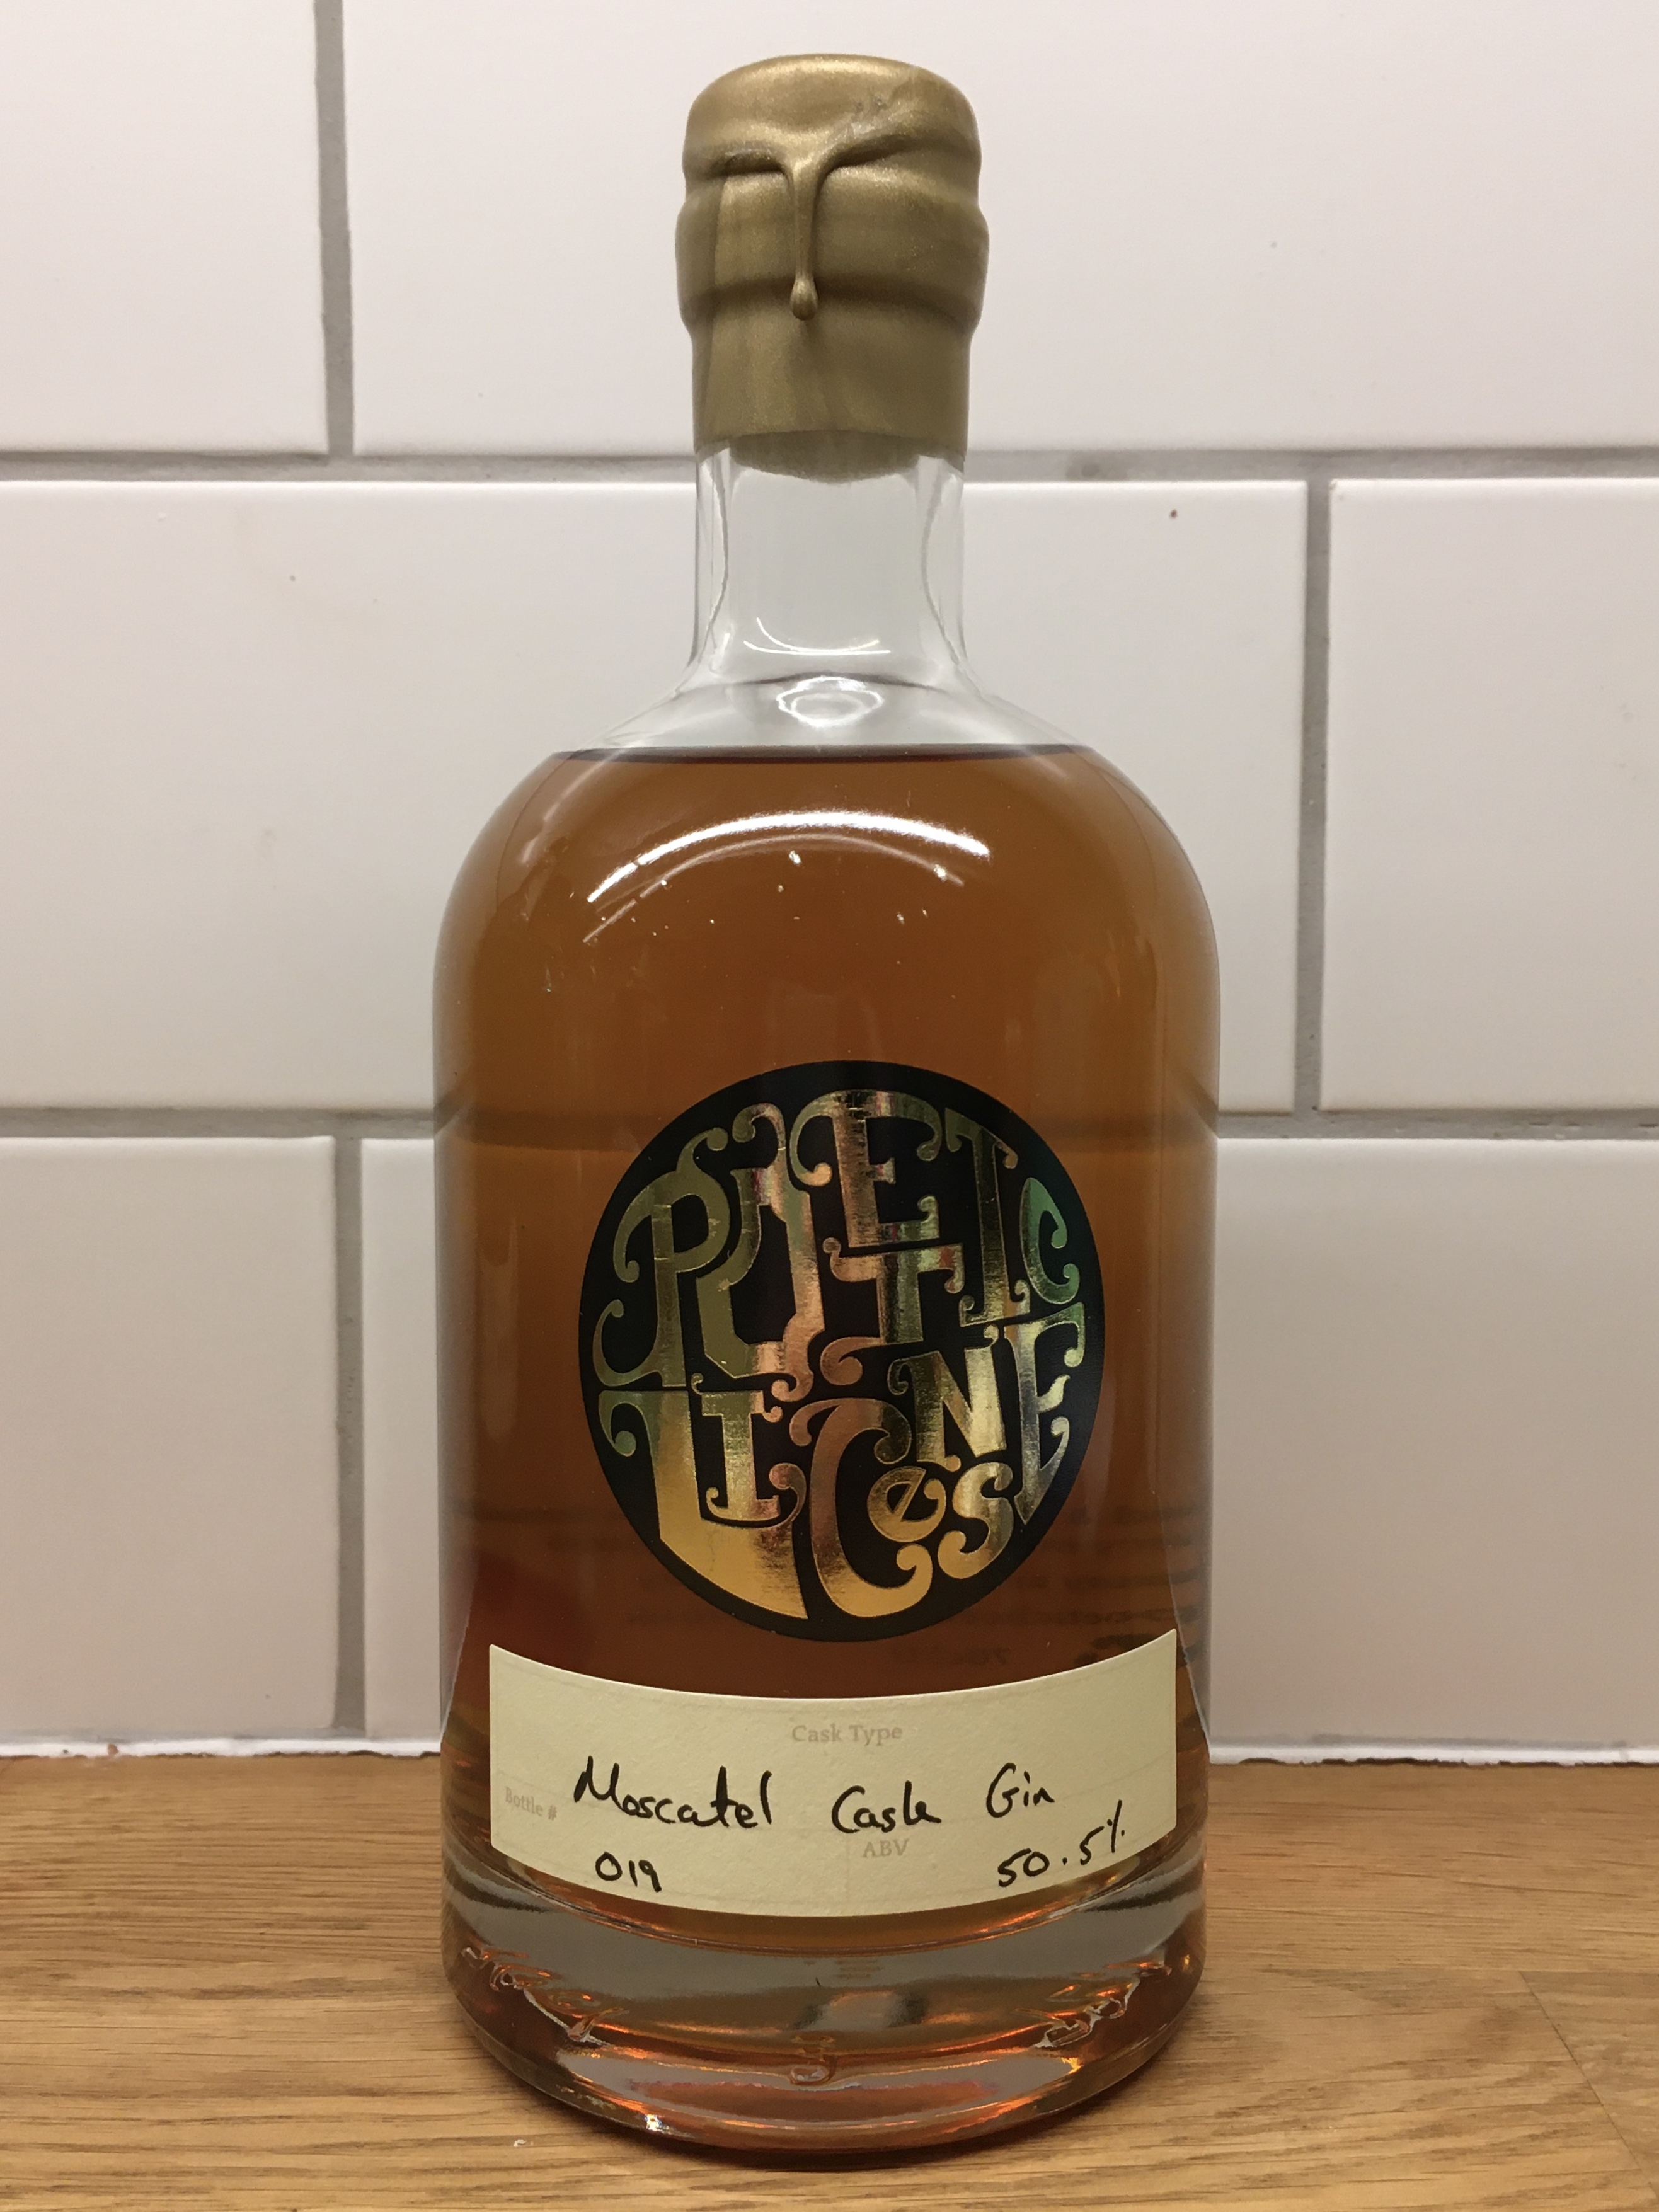 POETIC
LICENCE
Cask Type
Moscatel Cask Gin
Bottle #
ABV
019
50.5%